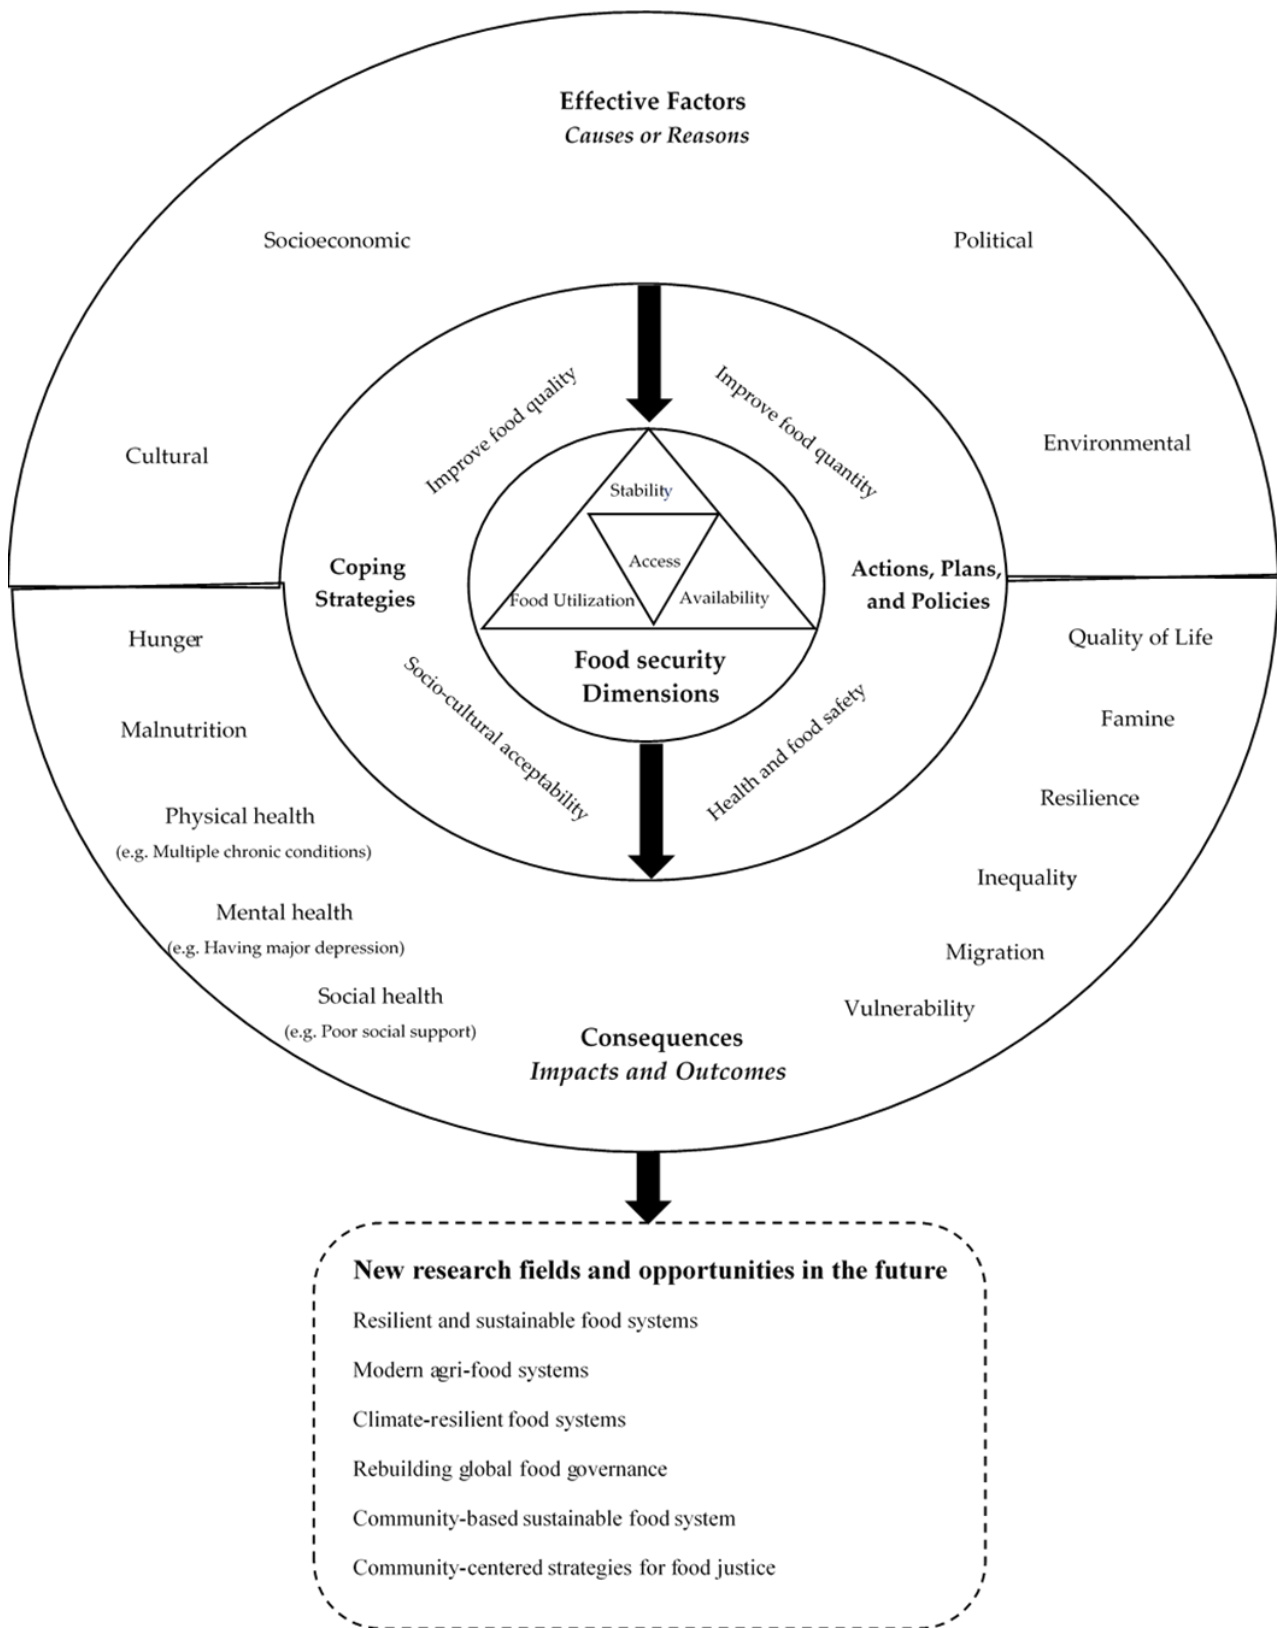 Effective Factors
Causes or Reasons
Socioeconomic
Political
Cultural
Environmental
Improve food quality
Improve food quantity
Stability
Access
Food Utilization
Availability
Food security
Dimensions
Coping
Strategies
Actions, Plans,
and Policies
Socio-cultural acceptability
Health and food safety
Hunger
Malnutrition
Physical health
(e.g. Multiple chronic conditions)
Mental health
(e.g. Having major depression)
Social health
(e.g. Poor social support)
Quality of Life
Famine
Resilience
Inequality
Migration
Vulnerability
Consequences
Impacts and Outcomes
New research fields and opportunities in the future
Resilient and sustainable food systems
Modern agri-food systems
Climate-resilient food systems
Rebuilding global food governance
Community-based sustainable food system
Community-centered strategies for food justice